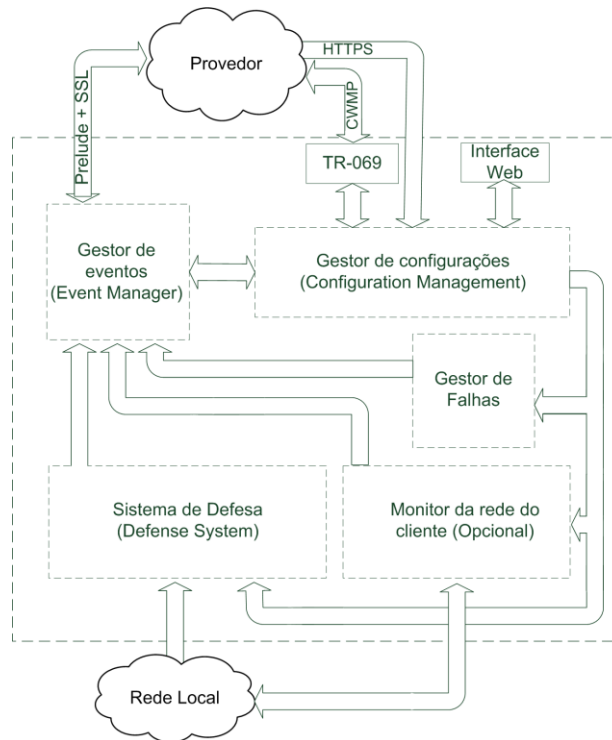 Provedor
HTTPS
Prelude + SSL
CWMP
TR-069
Interface
Web
Gestor de
eventos
(Event Manager)
Gestor de configurações
(Configuration Management)
Gestor de
Falhas
Sistema de Defesa
(Defense System)
Monitor da rede do
cliente (Opcional)
Rede Local